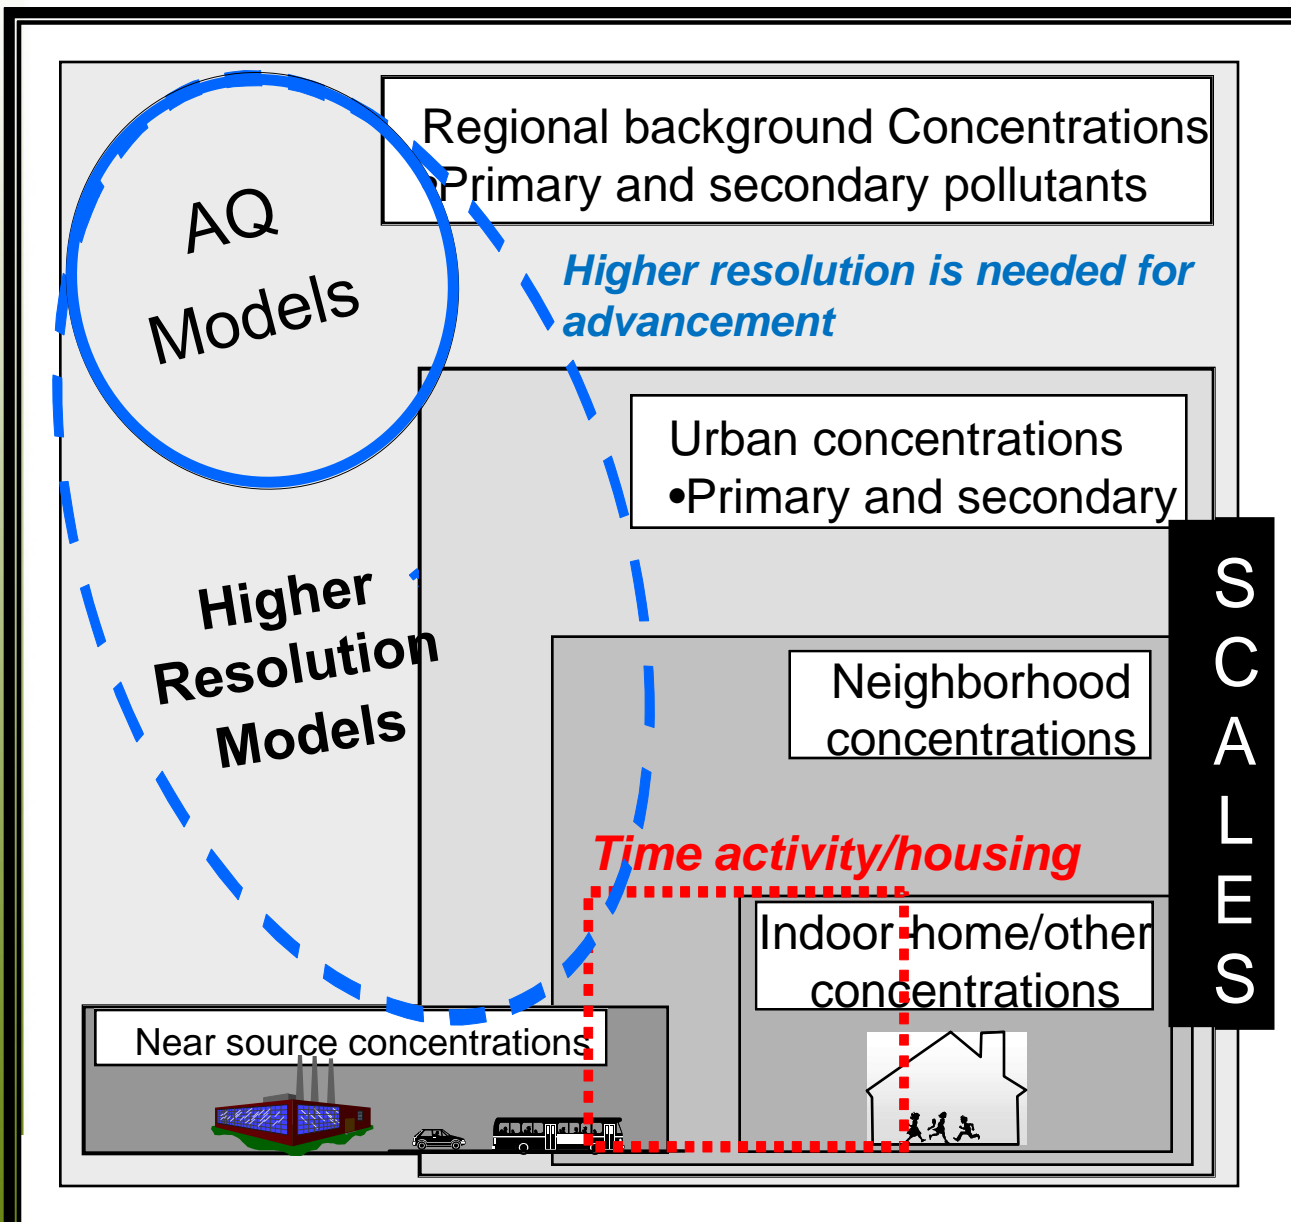 Regional background Concentrations
•Primary and secondary pollutants
AQ
Models
Higher resolution is needed for
advancement
Urban concentrations
•Primary and secondary
Higher
Resolution
Models
Neighborhood
concentrations
SCALES
Time activity/housing
Indoor home/other
concentrations
Near source concentrations